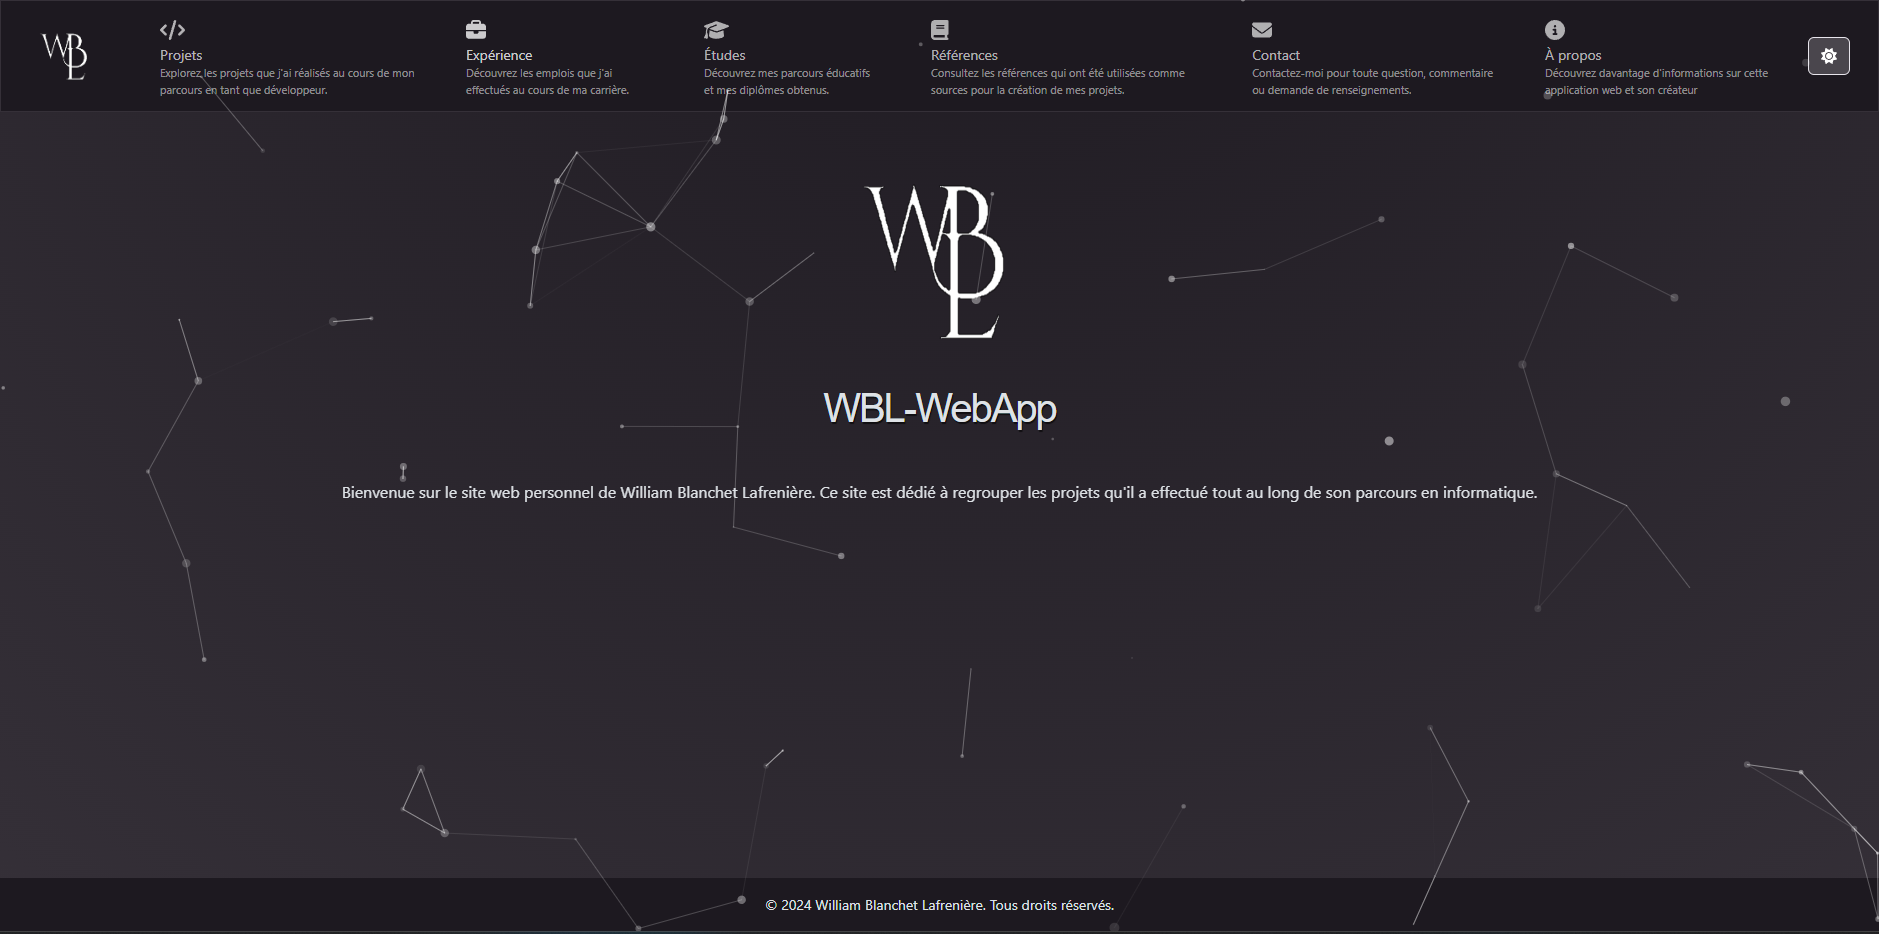 WBL
Projets
Explorez les projets que j'ai réalisés au cours de mon
parcours en tant que développeur.
Expérience
Découvrez les emplois que j'ai
effectués au cours de ma carrière.
Études
Découvrez mes parcours éducatifs
et mes diplômes obtenus.
Références
Consultez les références qui ont été utilisées comme
sources pour la création de mes projets.
Contact
Contactez-moi pour toute question, commentaire
ou demande de renseignements.
À propos
Découvrez davantage d'informations sur cette
application web et son créateur
WBL
WBL-WebApp
Bienvenue sur le site web personnel de William Blanchet Lafrenière. Ce site est dédié à regrouper les projets qu'il a effectué tout au long de son parcours en informatique.
© 2024 William Blanchet Lafrenière. Tous droits réservés.